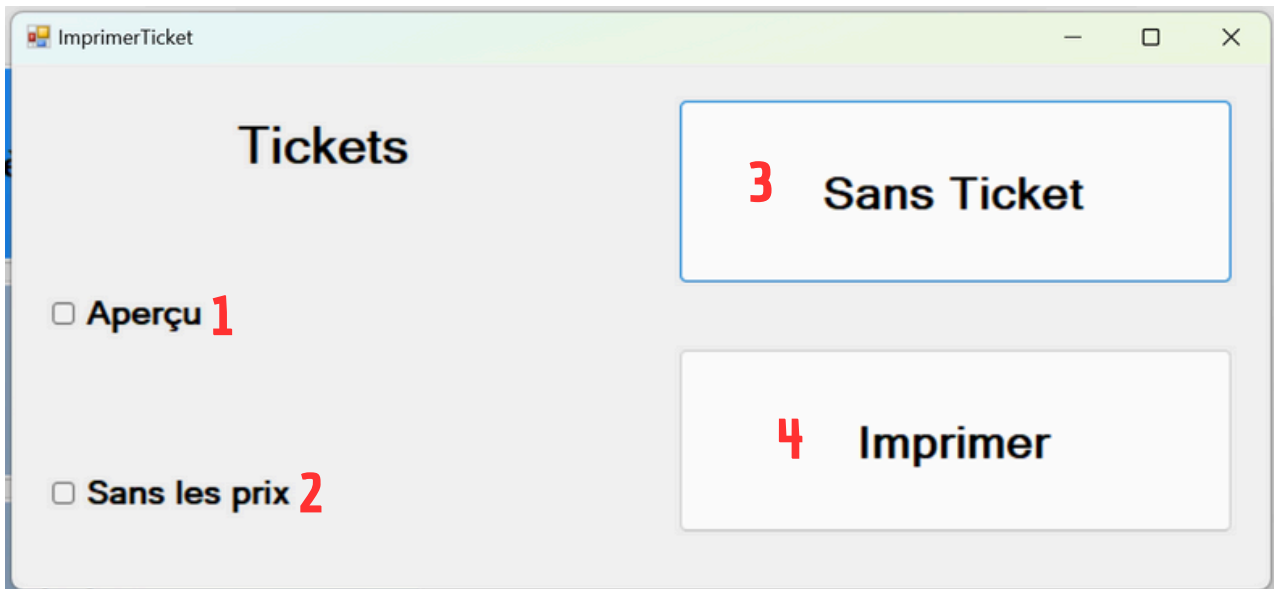 ImprimerTicket
Tickets
3 Sans Ticket
Aperçu 1
4 Imprimer
Sans les prix 2